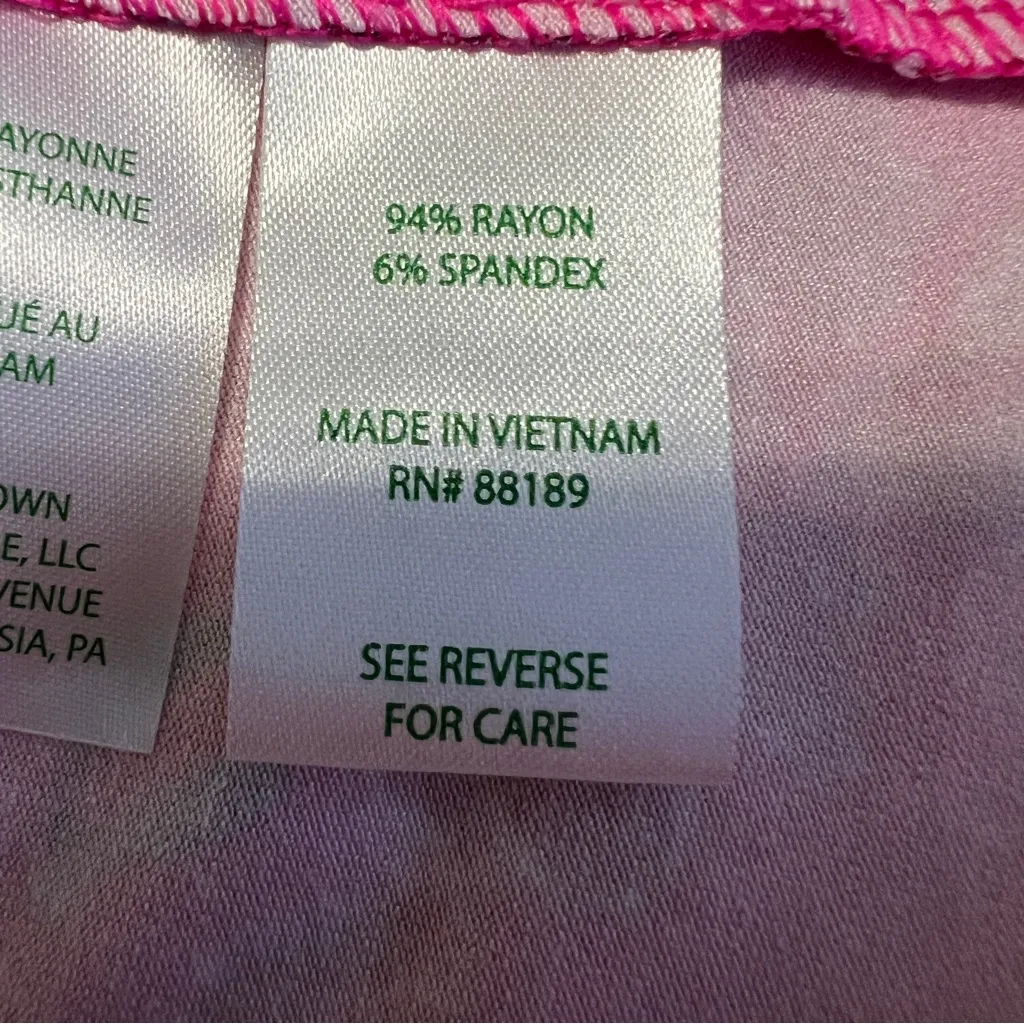 94% RAYON
6% SPANDEX
MADE IN VIETNAM
RN# 88189
SEE REVERSE
FOR CARE
AYONNE
STHANNE
UÉ AU
AM
OWN
E, LLC
VENUE
SIA, PA